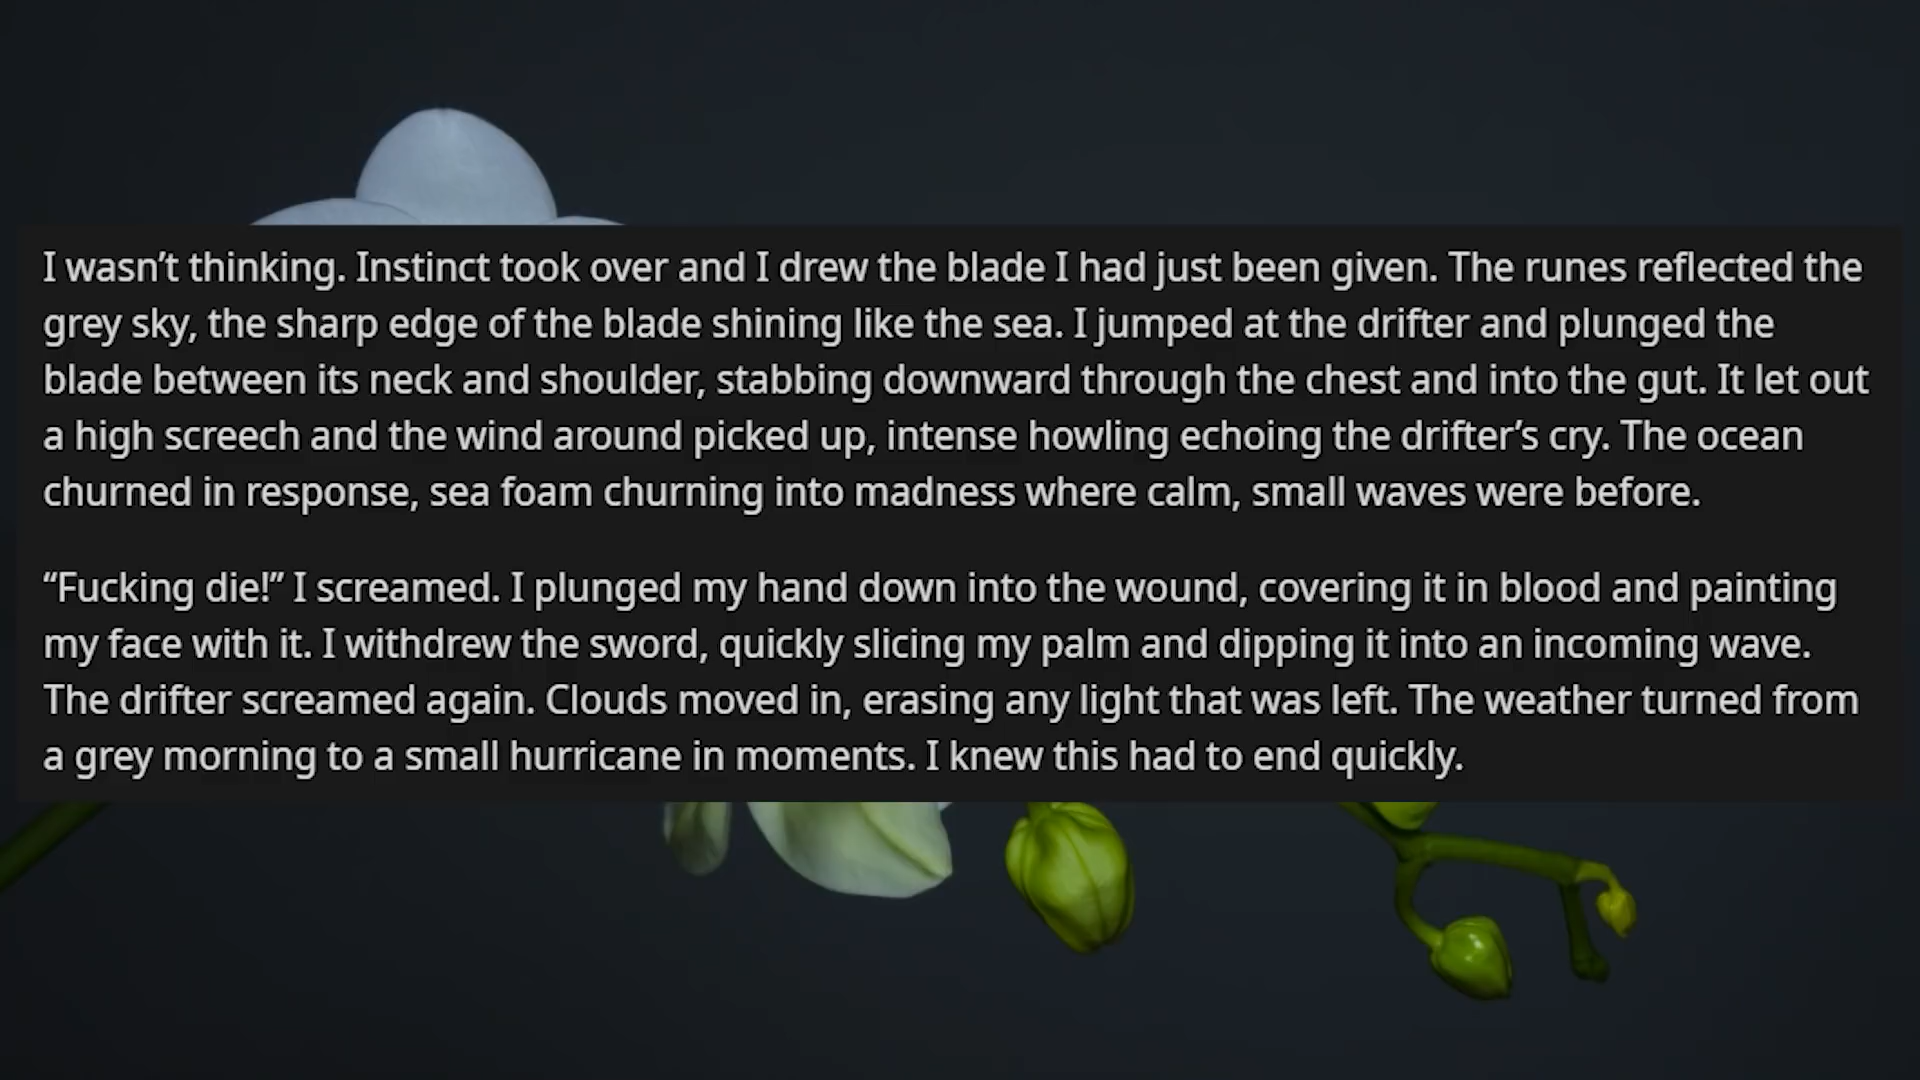 I wasn’t thinking. Instinct took over and I drew the blade I had just been given. The runes reflected the
grey sky, the sharp edge of the blade shining like the sea. I jumped at the drifter and plunged the
blade between its neck and shoulder, stabbing downward through the chest and into the gut. It let out
a high screech and the wind around picked up, intense howling echoing the drifter’s cry. The ocean
churned in response, sea foam churning into madness where calm, small waves were before.
“Fucking die!” I screamed. I plunged my hand down into the wound, covering it in blood and painting
my face with it. I withdrew the sword, quickly slicing my palm and dipping it into an incoming wave.
The drifter screamed again. Clouds moved in, erasing any light that was left. The weather turned from
a grey morning to a small hurricane in moments. I knew this had to end quickly.